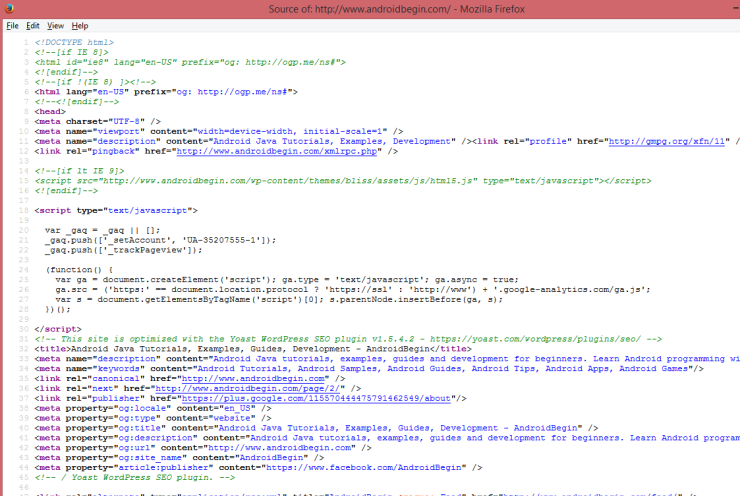 Source of: http://www.androidbegin.com/ - Mozilla Firefox
File Edit View Help
1 <!DOCTYPE html>
2 <!--[if IE 8]>
3 <html id="ie8" lang="en-US" prefix="og: http://ogp.me/ns#">
4 <![endif]-->
5 <!--[if !(IE 8) ]><!-->
6 <html lang="en-US" prefix="og: http://ogp.me/ns#">
7 <!--<![endif]-->
8 <head>
9 <meta charset="UTF-8" />
10 <meta name="viewport" content="width=device-width, initial-scale=1" />
11 <meta name="description" content="Android Java Tutorials, Examples, Development" /><link rel="profile" href="http://gmpg.org/xfn/11" /
12 <link rel="pingback" href="http://www.androidbegin.com/xmlrpc.php" />
13
14 <!--[if lt IE 9]>
15 <script src="http://www.androidbegin.com/wp-content/themes/bliss/assets/js/html5.js" type="text/javascript"></script>
16 <![endif]-->
17
18 <script type="text/javascript">
19
20 var _gaq = _gaq || [];
21 _gaq.push(['_setAccount', 'UA-35207555-1']);
22 _gaq.push(['_trackPageview']);
23
24 (function() {
25 var ga = document.createElement('script'); ga.type = 'text/javascript'; ga.async = true;
26 ga.src = ('https:' == document.location.protocol ? 'https://ssl' : 'http://www') + '.google-analytics.com/ga.js';
27 var s = document.getElementsByTagName('script')[0]; s.parentNode.insertBefore(ga, s);
28 })();
29
30 </script>
31 <!-- This site is optimized with the Yoast WordPress SEO plugin v1.5.4.2 - https://yoast.com/wordpress/plugins/seo/ -->
32 <title>Android Java Tutorials, Examples, Guides, Development - AndroidBegin</title>
33 <meta name="description" content="Android Java tutorials, examples, guides and development for beginners. Learn Android programming wi
34 <meta name="keywords" content="Android Tutorials, Android Samples, Android Guides, Android Tips, Android Apps, Android Games"/>
35 <link rel="canonical" href="http://www.androidbegin.com" />
36 <link rel="next" href="http://www.androidbegin.com/page/2/" />
37 <link rel="publisher" href="https://plus.google.com/115570444475791462549/about"/>
38 <meta property="og:locale" content="en_US" />
39 <meta property="og:type" content="website" />
40 <meta property="og:title" content="Android Java Tutorials, Examples, Guides, Development - AndroidBegin" />
41 <meta property="og:description" content="Android Java tutorials, examples, guides and development for beginners. Learn Android program
42 <meta property="og:url" content="http://www.androidbegin.com" />
43 <meta property="og:site_name" content="AndroidBegin" />
44 <meta property="article:publisher" content="https://www.facebook.com/AndroidBegin" />
45 <!-- / Yoast WordPress SEO plugin. -->